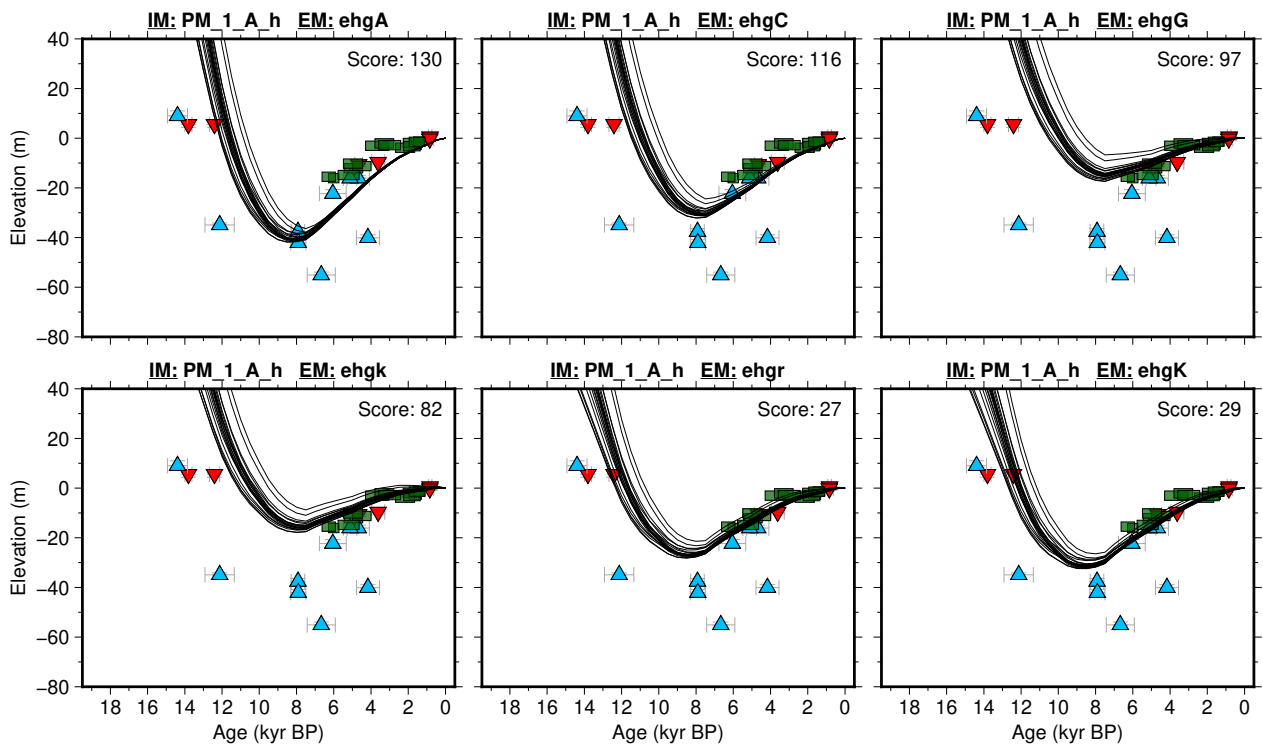 IM: PM_1_A_h EM: ehgA
IM: PM_1_A_h EM: ehgC
IM: PM_1_A_h EM: ehgG
Score: 130
Score: 116
Score: 97
40
20
0
−20
−40
−60
−80
Elevation (m)
IM: PM_1_A_h EM: ehgk
IM: PM_1_A_h EM: ehgr
IM: PM_1_A_h EM: ehgK
Score: 82
Score: 27
Score: 29
40
20
0
−20
−40
−60
−80
Elevation (m)
18 16 14 12 10 8 6 4 2 0
18 16 14 12 10 8 6 4 2 0
18 16 14 12 10 8 6 4 2 0
Age (kyr BP)
Age (kyr BP)
Age (kyr BP)